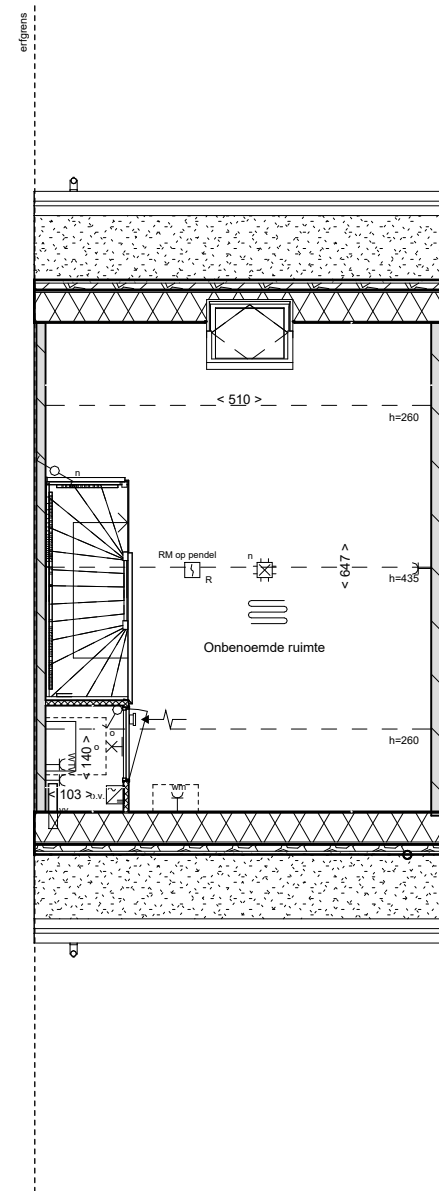 erfgrens
< 510 >
h=260
n
RM op pendel
n
R
< 647 >
h=435
Onbenoemde ruimte
h=260
< 140 >
< 103 >
o.v.
wm